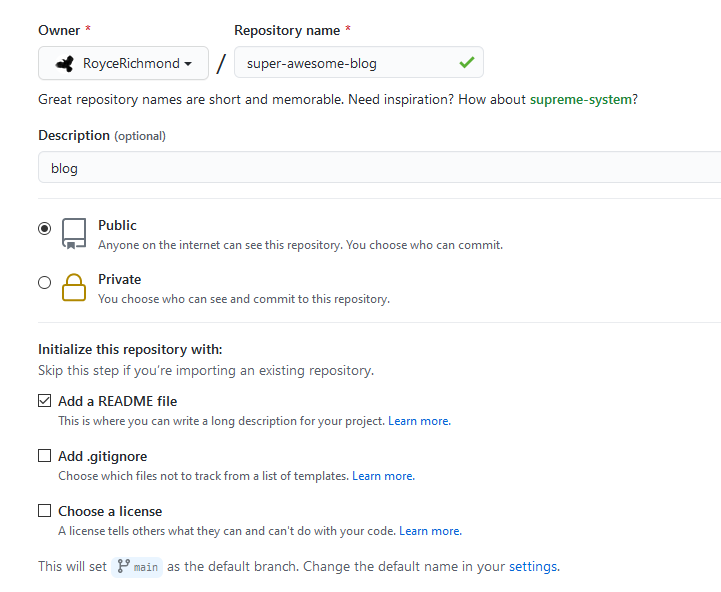 Owner * Repository name *
RoyceRichmond / super-awesome-blog
Great repository names are short and memorable. Need inspiration? How about supreme-system?
Description (optional)
blog
Public
Anyone on the internet can see this repository. You choose who can commit.
Private
You choose who can see and commit to this repository.
Initialize this repository with:
Skip this step if you're importing an existing repository.
Add a README file
This is where you can write a long description for your project. Learn more.
Add .gitignore
Choose which files not to track from a list of templates. Learn more.
Choose a license
A license tells others what they can and can't do with your code. Learn more.
This will set main as the default branch. Change the default name in your settings.